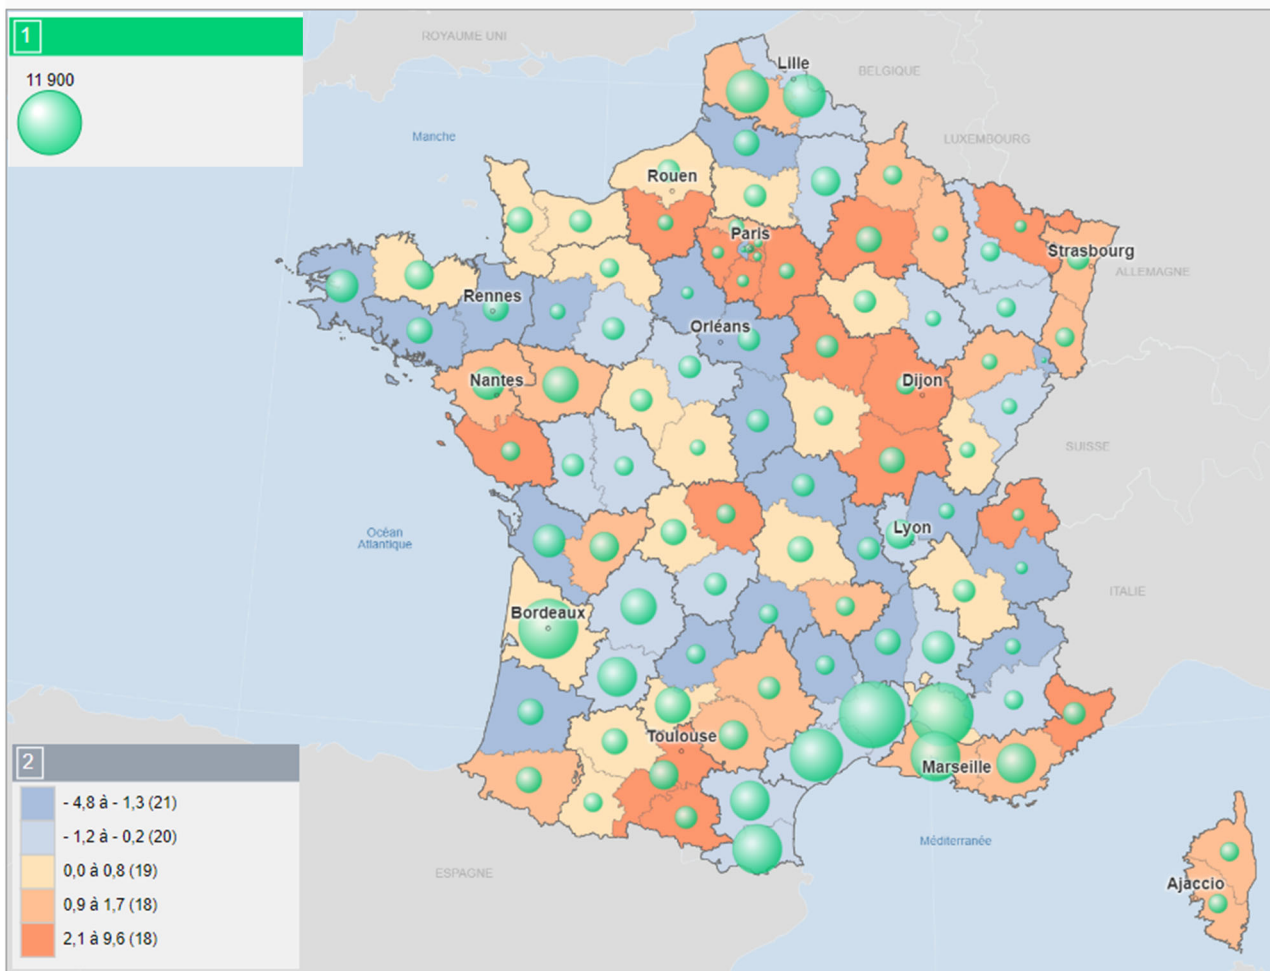 1
11 900
ROYAUME UNI
Lille
BELGIQUE
Manche
LUXEMBOURG
Rouen
Paris
Strasbourg
ALLEMAGNE
Rennes
Orléans
Nantes
Dijon
SUISSE
Océan
Atlantique
Lyon
ITALIE
Bordeaux
Toulouse
Marseille
2
- 4,8 à - 1,3 (21)
- 1,2 à - 0,2 (20)
0,0 à 0,8 (19)
0,9 à 1,7 (18)
2,1 à 9,6 (18)
Méditerranée
ESPAGNE
Ajaccio